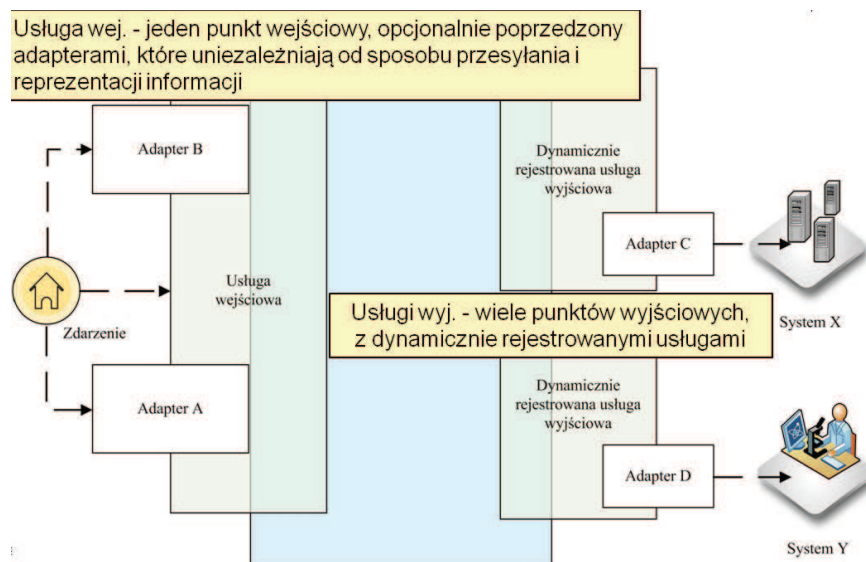 Usługa wej. - jeden punkt wejściowy, opcjonalnie poprzedzony
adapterami, które uniezależniają od sposobu przesyłania i
reprezentacji informacji
Adapter B
Dynamicznie
rejestrowana usługa
wyjściowa
Adapter C
Usługa
wejściowa
Usługi wyj. - wiele punktów wyjściowych,
z dynamicznie rejestrowanymi usługami
System X
Zdarzenie
Adapter A
Dynamicznie
rejestrowana usługa
wyjściowa
Adapter D
System Y